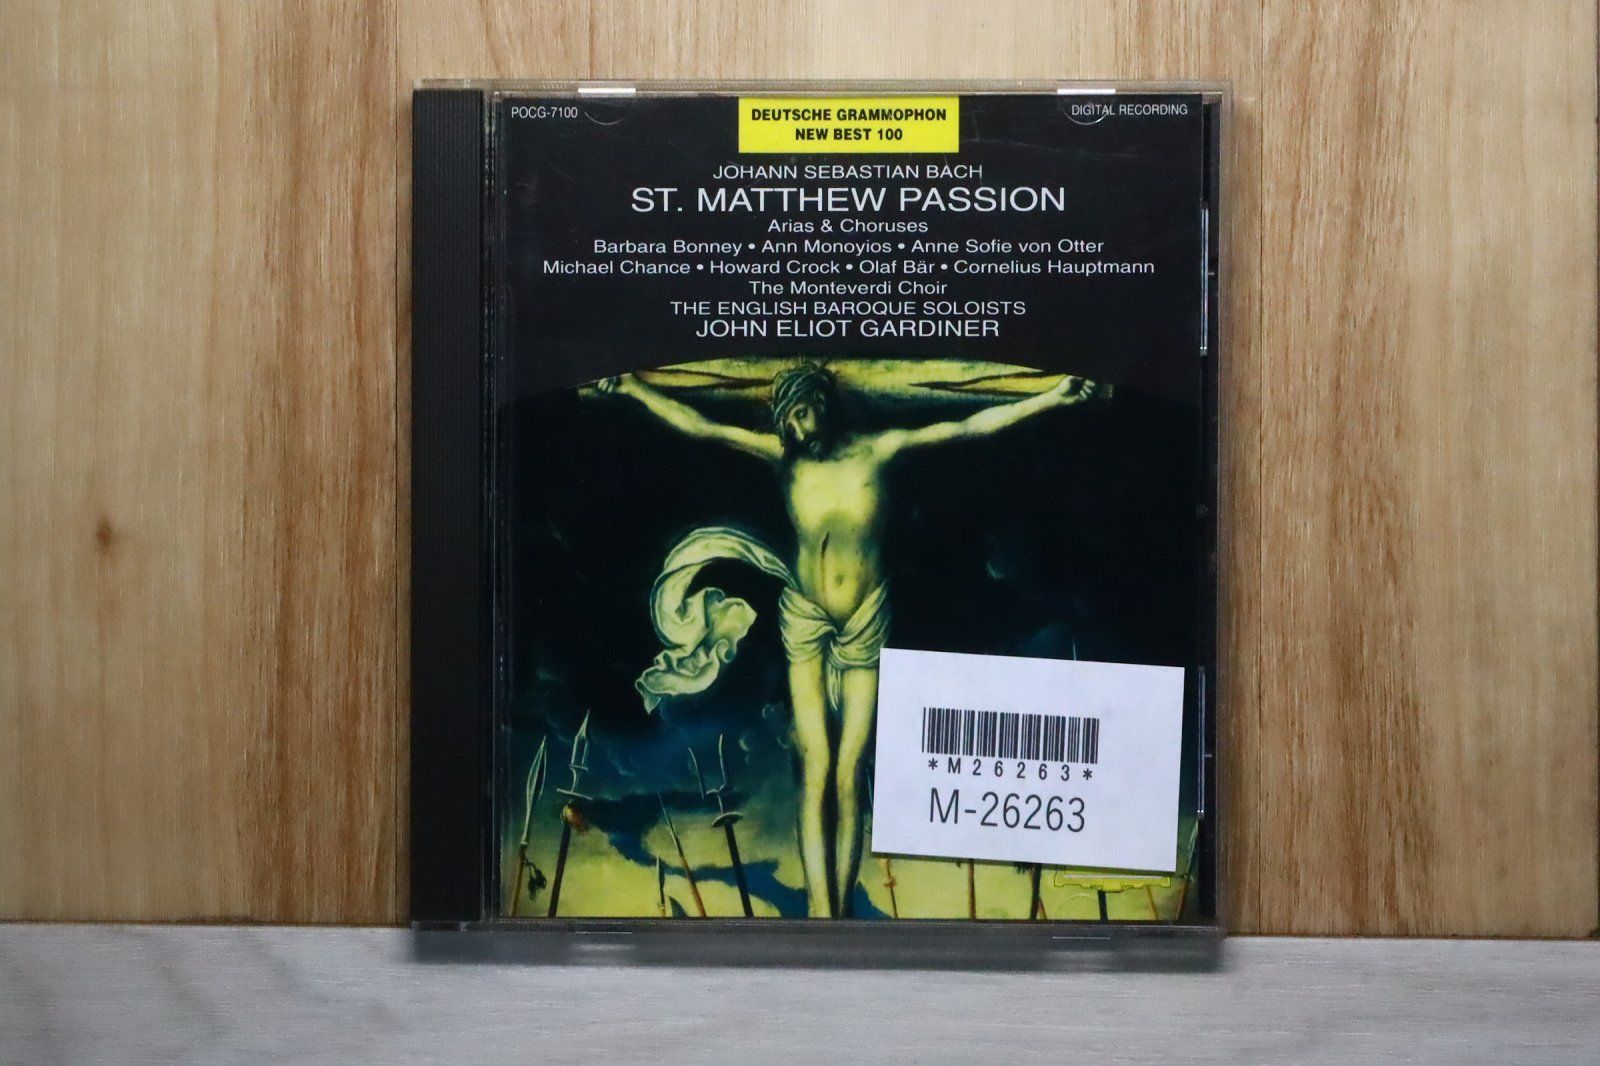 POCG-7100
DEUTSCHE GRAMMOPHON
NEW BEST 100
DIGITAL RECORDING
JOHANN SEBASTIAN BACH
ST. MATTHEW PASSION
Arias & Choruses
Barbara Bonney • Ann Monoyios • Anne Sofie von Otter
Michael Chance • Howard Crock • Olaf Bär • Cornelius Hauptmann
The Monteverdi Choir
THE ENGLISH BAROQUE SOLOISTS
JOHN ELIOT GARDINER
*M26263*
M-26263